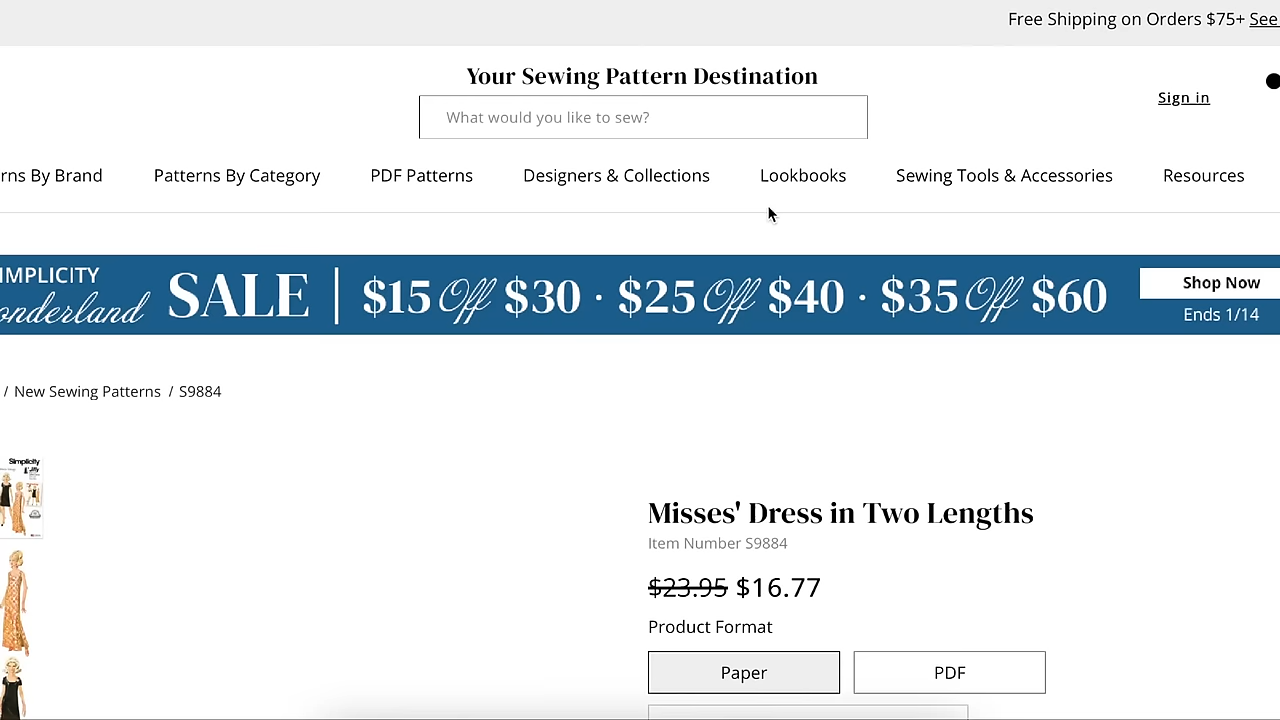 Free Shipping on Orders $75+ See
Your Sewing Pattern Destination
What would you like to sew?
Sign in
rns By Brand Patterns By Category PDF Patterns Designers & Collections Lookbooks Sewing Tools & Accessories Resources
IMPLICITY
onderland SALE | $15 Off $30 · $25 Off $40 · $35 Off $60
Shop Now
Ends 1/14
/ New Sewing Patterns / S9884
Simplicity
Misses' Dress in Two Lengths
Item Number S9884
$23.95 $16.77
Product Format
Paper PDF